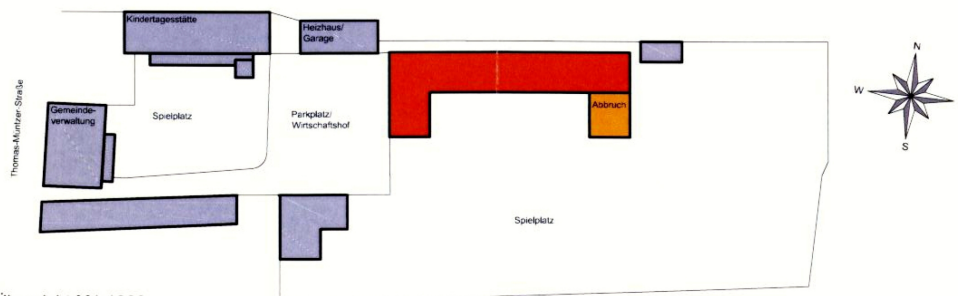 Kindertagesstätte
Heizhaus/
Garage
N
W
S
Abbruch
Gemeinde-
verwaltung
Spielplatz
Parkplatz/
Wirtschaftshof
Thomas-Müntzer-Straße
Spielplatz